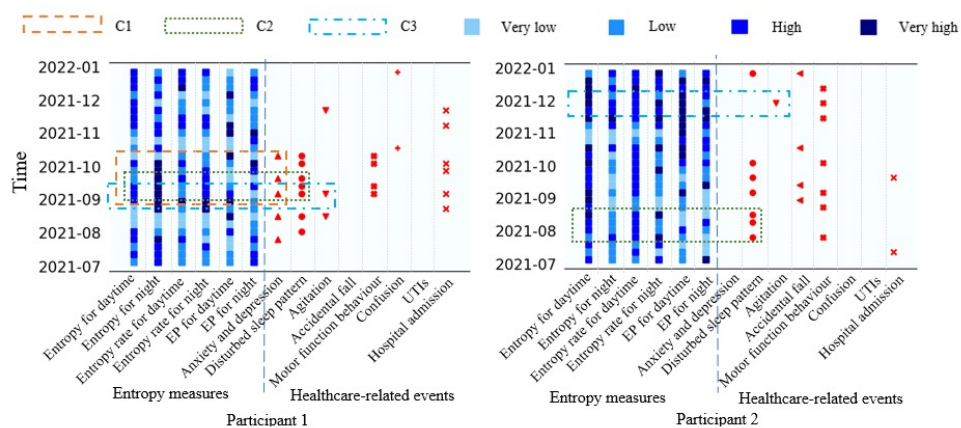 C1 C2 C3 Very low Low High Very high
2022-01
2021-12
2021-11
2021-10
2021-09
2021-08
2021-07
Time
Entropy for daytime
Entropy for night
Entropy rate for daytime
Entropy rate for night
EP for daytime
EP for night
Anxiety and depression
Disturbed sleep pattern
Agitation
Accidental fall
Motor function behaviour
Confusion
UTIs
Hospital admission
Entropy measures
Healthcare-related events
Participant 1
2022-01
2021-12
2021-11
2021-10
2021-09
2021-08
2021-07
Entropy for daytime
Entropy for night
Entropy rate for daytime
Entropy rate for night
EP for daytime
EP for night
Anxiety and depression
Disturbed sleep pattern
Agitation
Accidental fall
Motor function behaviour
Confusion
UTIs
Hospital admission
Entropy measures
Healthcare-related events
Participant 2